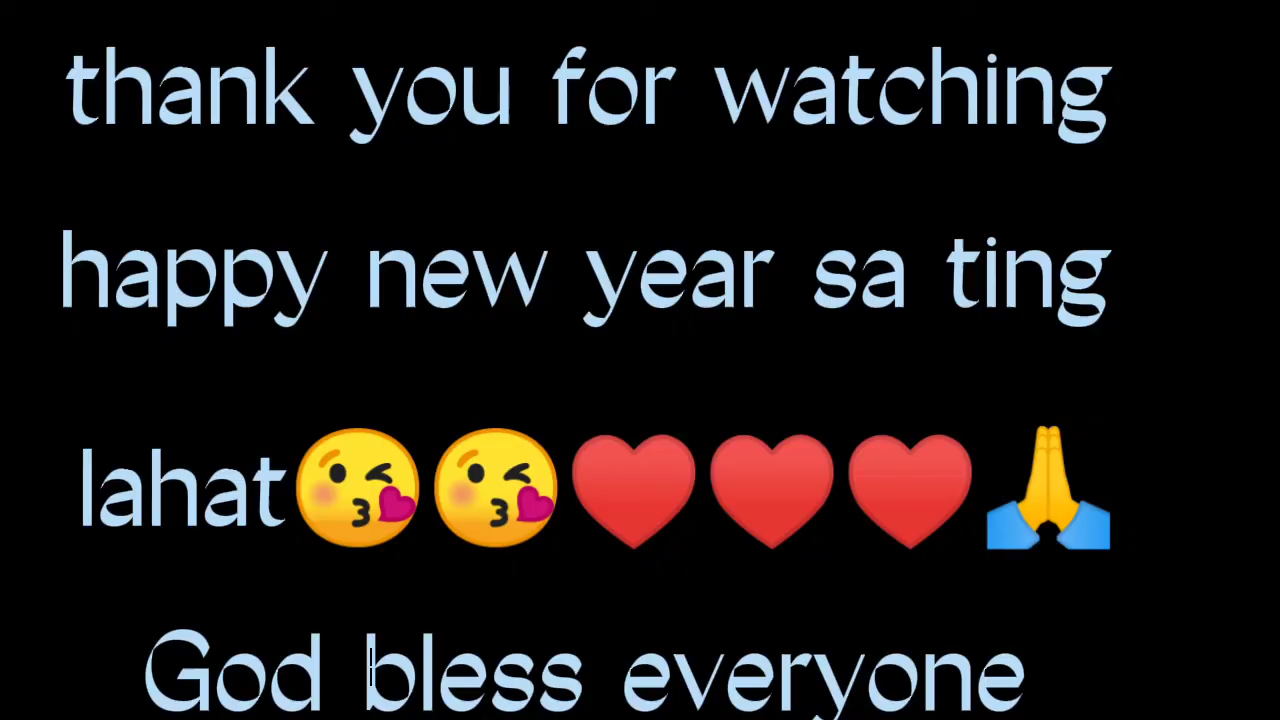 thank you for watching
happy new year sa ting
lahat😘😘❤️❤️❤️🙏
God bless everyone